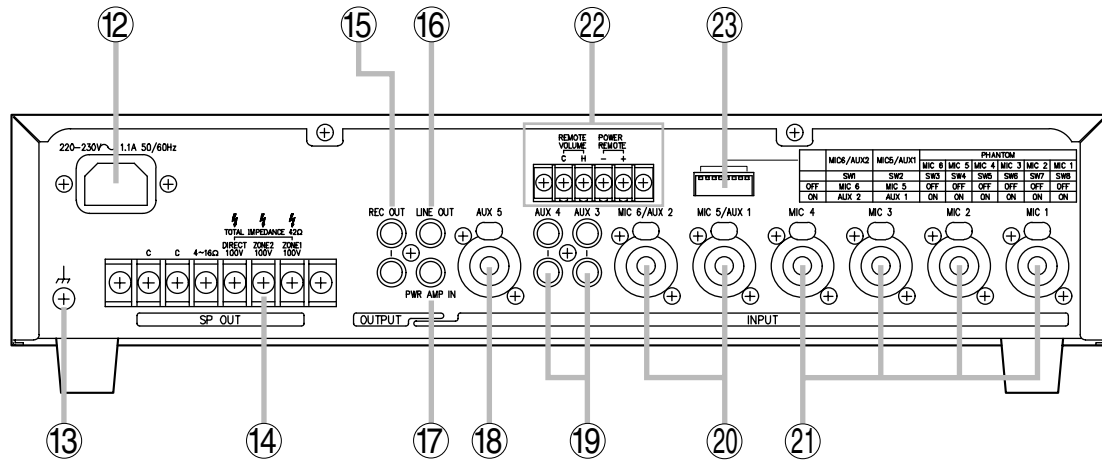 12 15 16 22 23
220-230V~ 1.1A 50/60Hz
REMOTE VOLUME POWER REMOTE
C H − +
PHANTOM
MIC6/AUX2 MIC5/AUX1 MIC 6 MIC 5 MIC 4 MIC 3 MIC 2 MIC 1
SW1 SW2 SW3 SW4 SW5 SW6 SW7 SW8
OFF MIC 6 MIC 5 OFF OFF OFF OFF OFF OFF
ON AUX 2 AUX 1 ON ON ON ON ON ON
REC OUT LINE OUT AUX 5 AUX 4 AUX 3 MIC 6/AUX 2 MIC 5/AUX 1 MIC 4 MIC 3 MIC 2 MIC 1
TOTAL IMPEDANCE 42Ω
C C 4~16Ω DIRECT 100V ZONE2 100V ZONE1 100V
PWR AMP IN
SP OUT OUTPUT INPUT
13 14 17 18 19 20 21